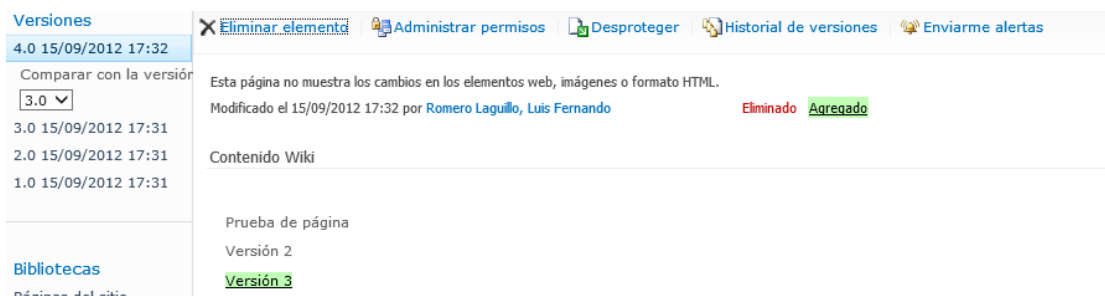 Versiones
4.0 15/09/2012 17:32
Comparar con la versión
3.0
3.0 15/09/2012 17:31
2.0 15/09/2012 17:31
1.0 15/09/2012 17:31
Bibliotecas
Páginas del sitio
Eliminar elemento Administrar permisos Desproteger Historial de versiones Enviarme alertas
Esta página no muestra los cambios en los elementos web, imágenes o formato HTML.
Modificado el 15/09/2012 17:32 por Romero Laguillo, Luis Fernando Eliminado Agregado
Contenido Wiki
Prueba de página
Versión 2
Versión 3